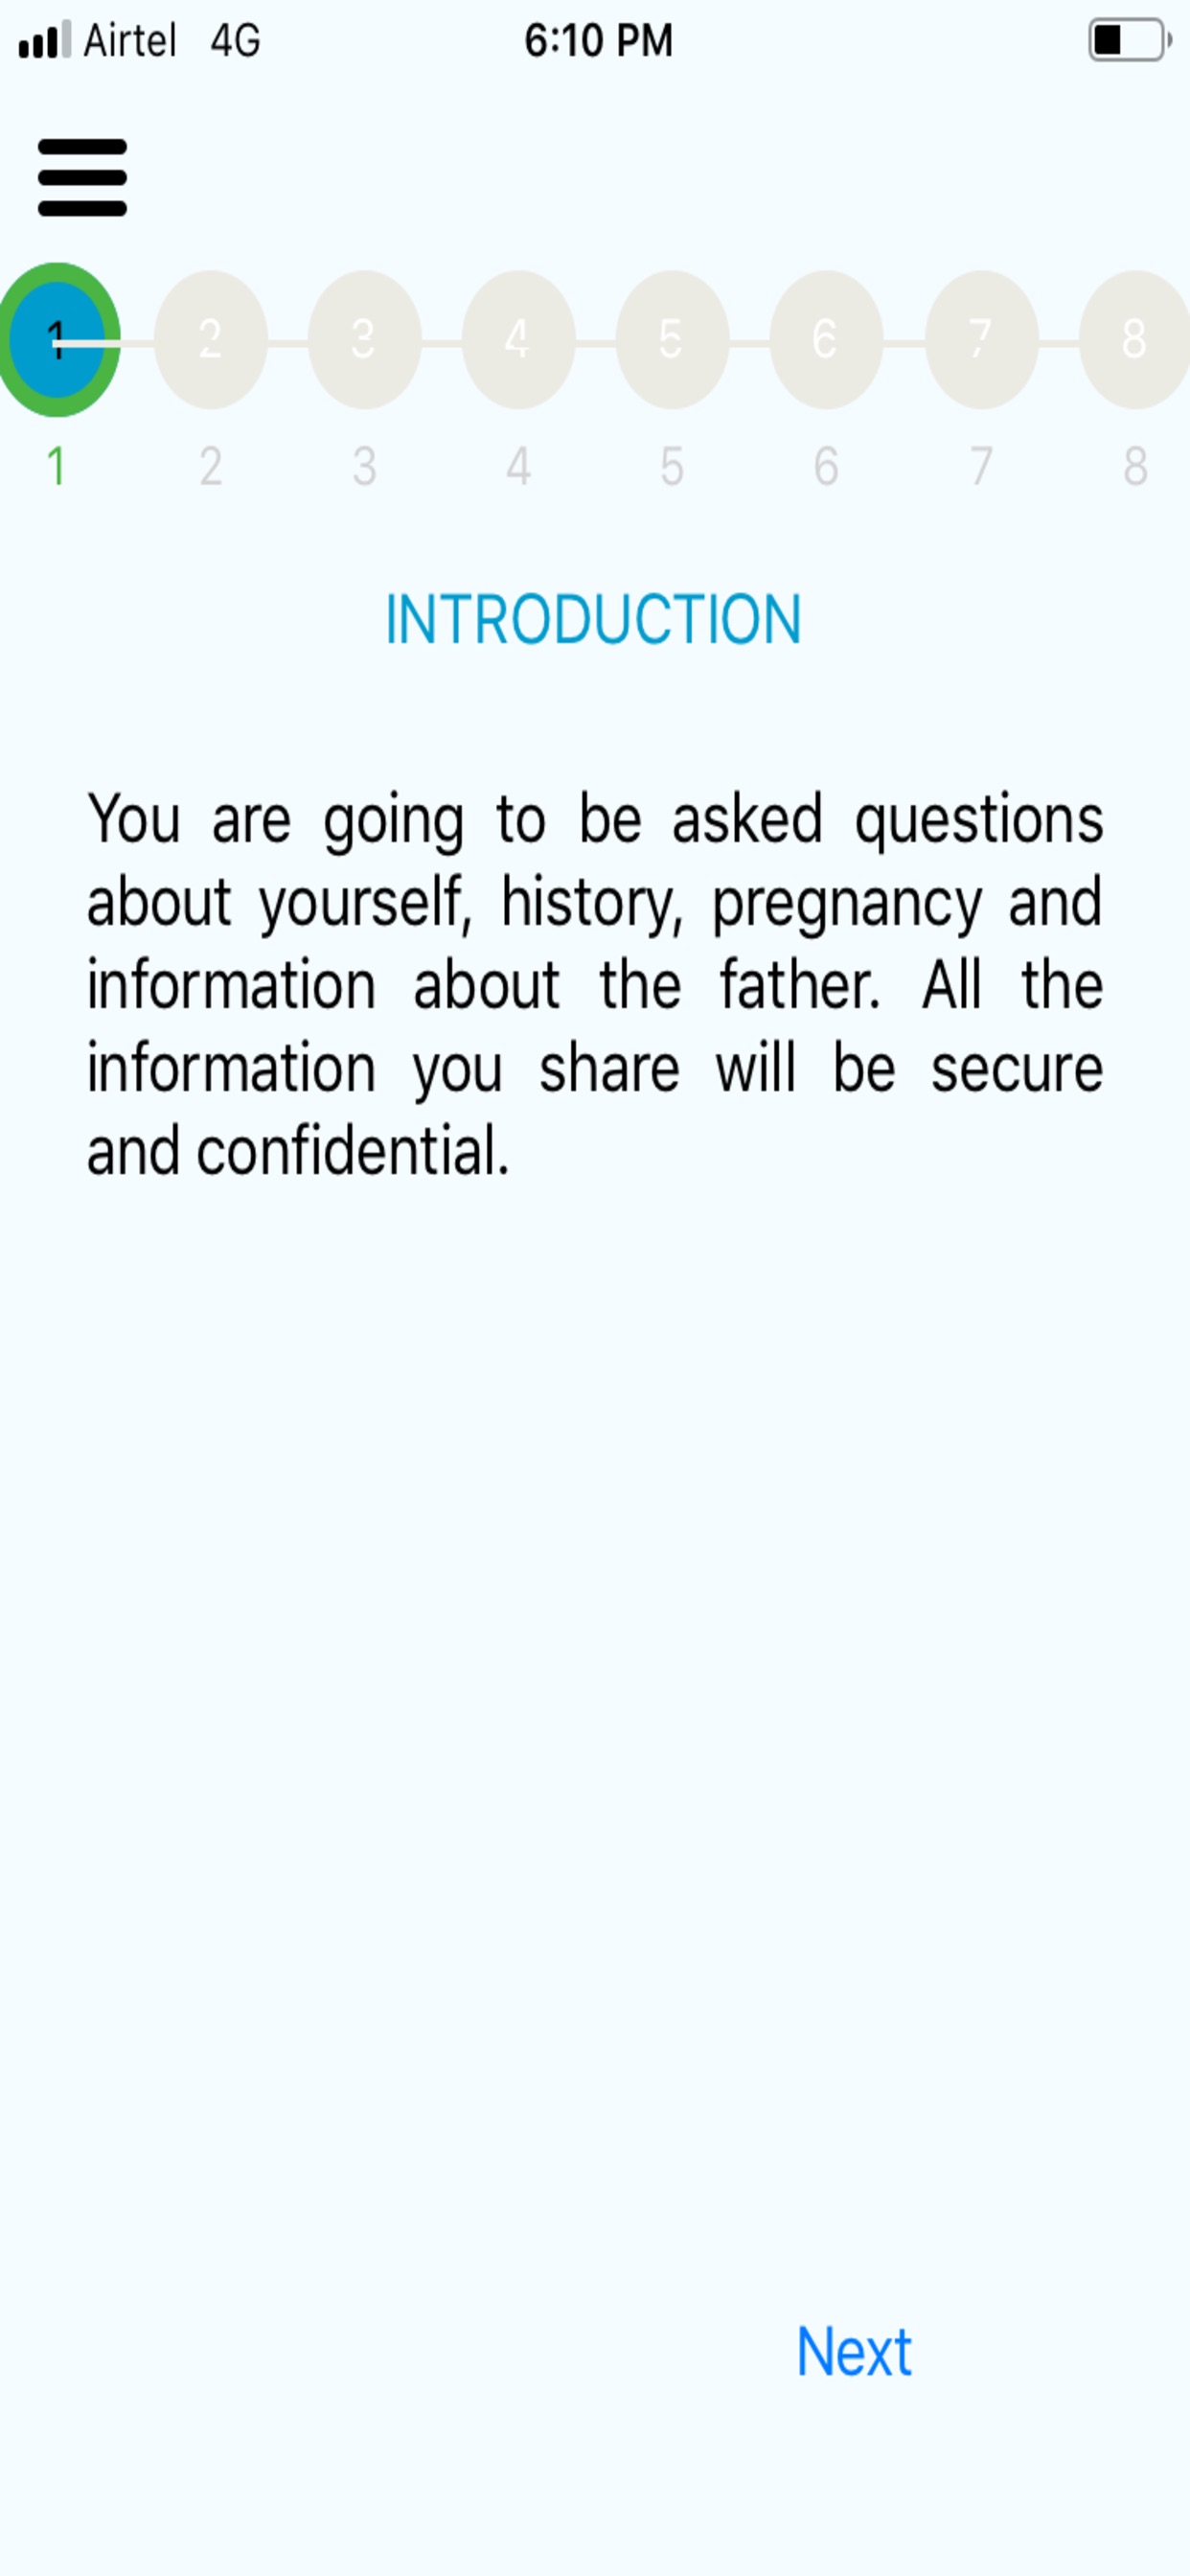 Airtel 4G 6:10 PM
1 2 3 4 5 6 7 8
1 2 3 4 5 6 7 8
INTRODUCTION
You are going to be asked questions
about yourself, history, pregnancy and
information about the father. All the
information you share will be secure
and confidential.
Next